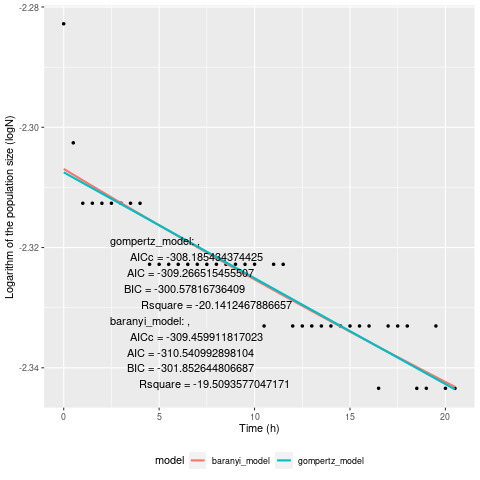 -2.28
-2.30
-2.32
-2.34
Logarithm of the population size (logN)
gompertz_model: ,
AICc = -308.185434374425
AIC = -309.266515455507
BIC = -300.57816736409
Rsquare = -20.1412467886657
baranyi_model: ,
AICc = -309.459911817023
AIC = -310.540992898104
BIC = -301.852644806687
Rsquare = -19.5093577047171
0 5 10 15 20
Time (h)
model baranyi_model gompertz_model